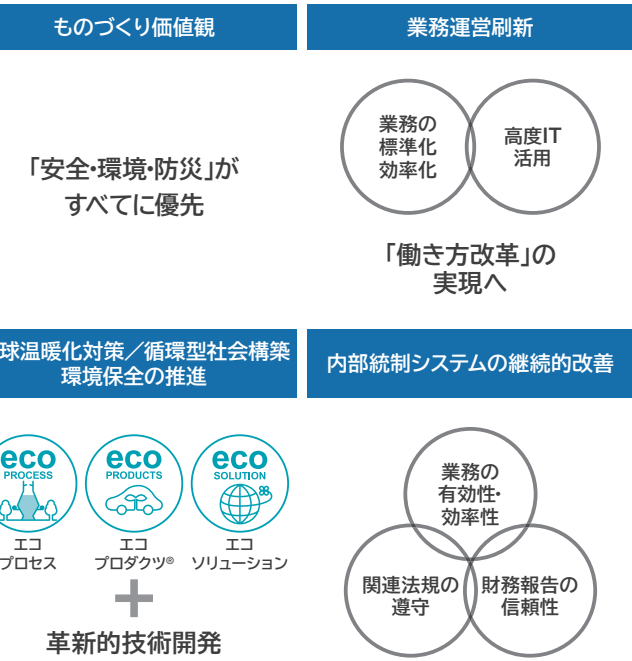 ものづくり価値観
「安全・環境・防災」が
すべてに優先
業務運営刷新
業務の
標準化
効率化
高度IT
活用
「働き方改革」の
実現へ
球温暖化対策／循環型社会構築
環境保全の推進
eco
PROCESS
エコ
プロセス
eco
PRODUCTS
エコ
プロダクツ®
eco
SOLUTION
エコ
ソリューション
+
革新的技術開発
内部統制システムの継続的改善
業務の
有効性・
効率性
関連法規の
遵守
財務報告の
信頼性